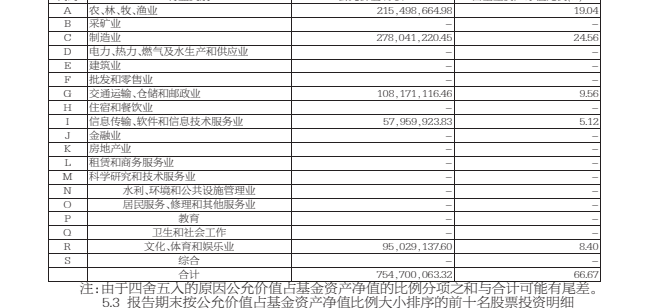 A 农、林、牧、渔业 215,498,664.98 19.04
B 采矿业 – –
C 制造业 278,041,220.45 24.56
D 电力、热力、燃气及水生产和供应业 – –
E 建筑业 – –
F 批发和零售业 – –
G 交通运输、仓储和邮政业 108,171,116.46 9.56
H 住宿和餐饮业 – –
I 信息传输、软件和信息技术服务业 57,959,923.83 5.12
J 金融业 – –
K 房地产业 – –
L 租赁和商务服务业 – –
M 科学研究和技术服务业 – –
N 水利、环境和公共设施管理业 – –
O 居民服务、修理和其他服务业 – –
P 教育 – –
Q 卫生和社会工作 – –
R 文化、体育和娱乐业 95,029,137.60 8.40
S 综合 – –
合计 754,700,063.32 66.67
注:由于四舍五入的原因公允价值占基金资产净值的比例分项之和与合计可能有尾差。
5.3 报告期末按公允价值占基金资产净值比例大小排序的前十名股票投资明细